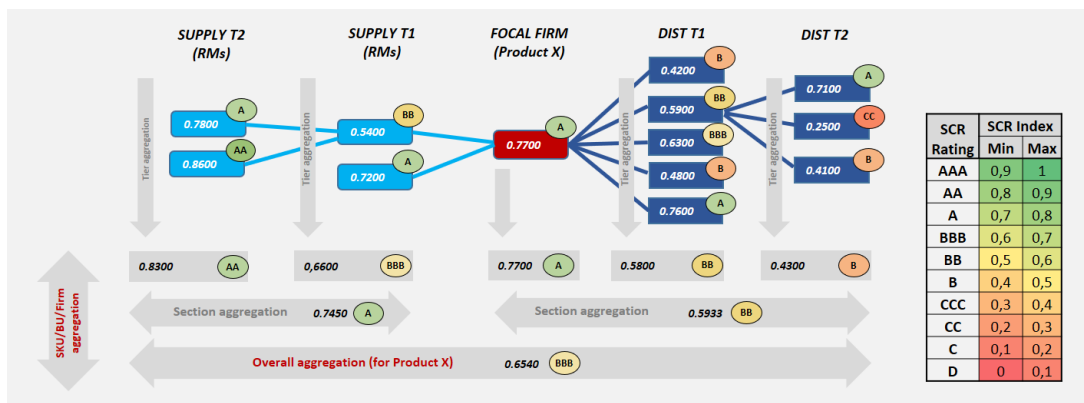 SUPPLY T2
(RMs)
SUPPLY T1
(RMs)
FOCAL FIRM
(Product X)
DIST T1
DIST T2
Tier aggregation
0.7800
A
0.8600
AA
Tier aggregation
0.5400
BB
0.7200
A
0.7700
A
0.4200
B
0.5900
BB
0.6300
BBB
0.4800
B
0.7600
A
Tier aggregation
0.7100
A
0.2500
CC
0.4100
B
Tier aggregation
0.8300
AA
0,6600
BBB
0.7700
A
0.5800
BB
0.4300
B
Section aggregation
0.7450
A
Section aggregation
0.5933
BB
Overall aggregation (for Product X)
0.6540
BBB
SKU/BU/Firm
aggregation
SCR
Rating
SCR Index
Min Max
AAA 0,9 1
AA 0,8 0,9
A 0,7 0,8
BBB 0,6 0,7
BB 0,5 0,6
B 0,4 0,5
CCC 0,3 0,4
CC 0,2 0,3
C 0,1 0,2
D 0 0,1